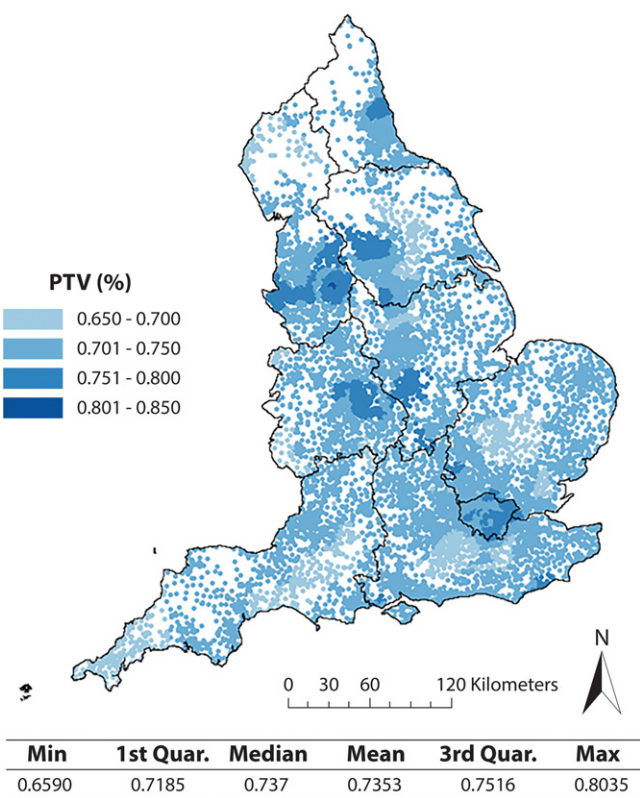 PTV (%)
0.650 - 0.700
0.701 - 0.750
0.751 - 0.800
0.801 - 0.850
N
0 30 60 120 Kilometers
Min 1st Quar. Median Mean 3rd Quar. Max
0.6590 0.7185 0.737 0.7353 0.7516 0.8035